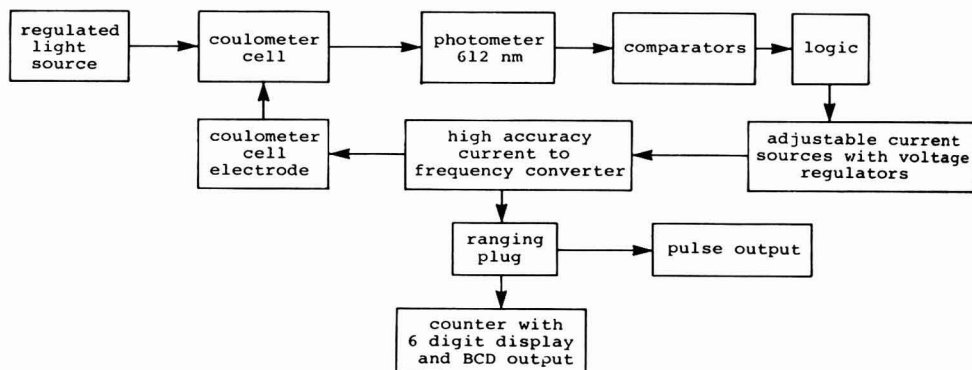 regulated
light
source
coulometer
cell
photometer
612 nm
comparators
logic
coulometer
cell
electrode
high accuracy
current to
frequency converter
adjustable current
sources with voltage
regulators
ranging
plug
pulse output
counter with
6 digit display
and BCD output